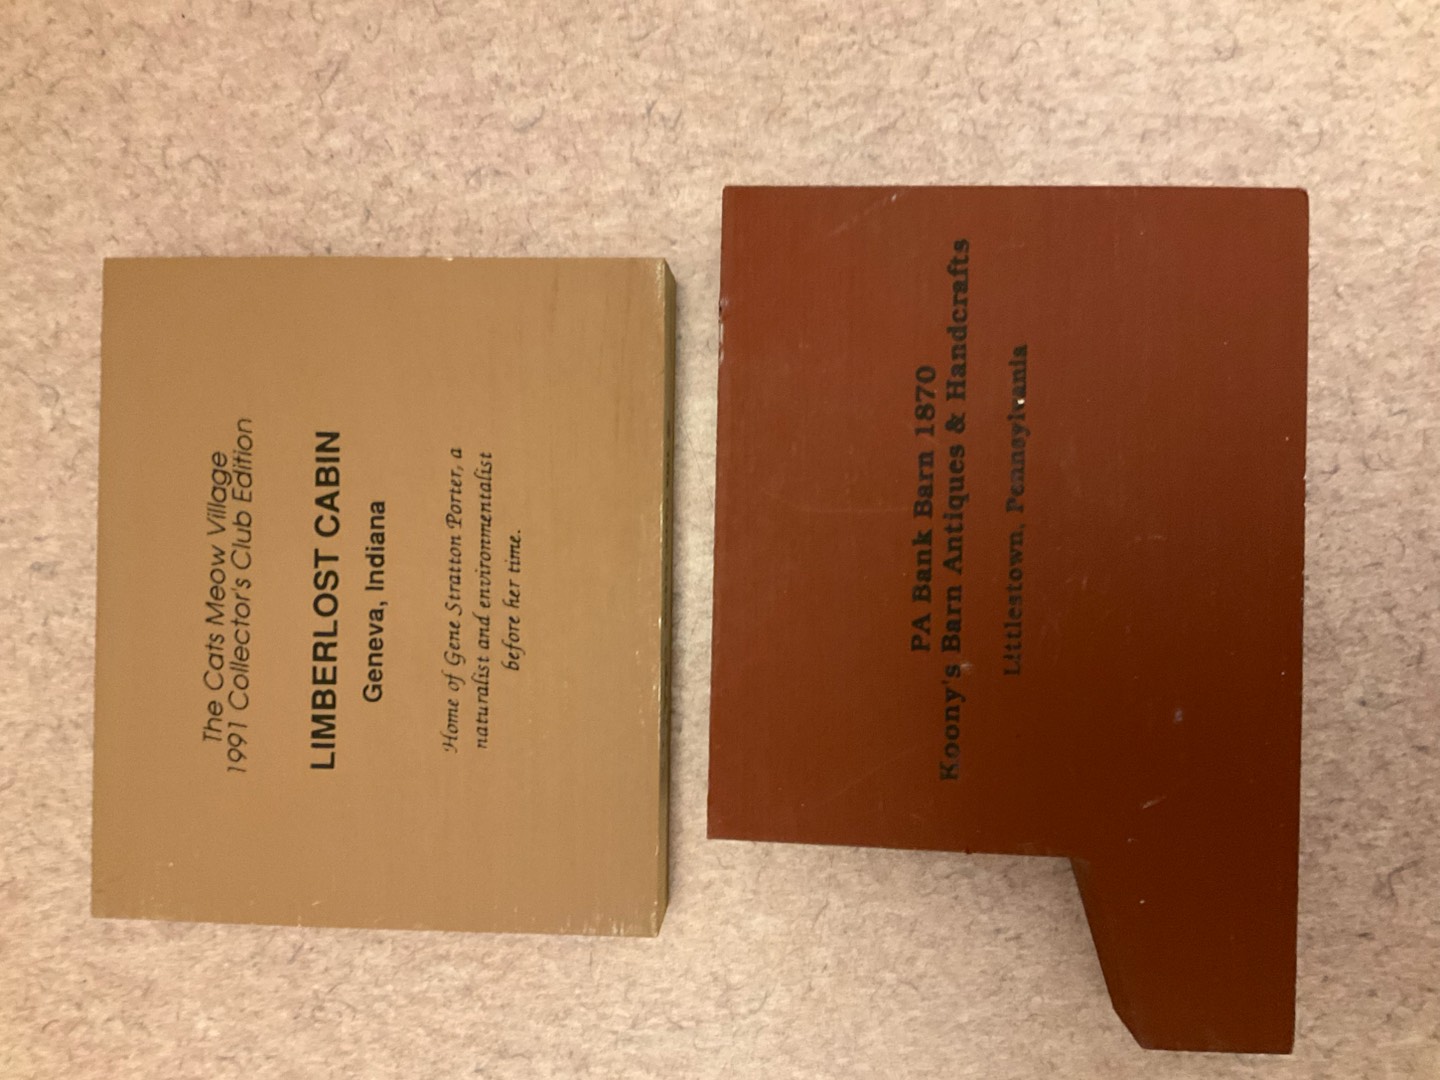 The Cats Meow Village
1991 Collector's Club Edition
LIMBERLOST CABIN
Geneva, Indiana
Home of Gene Stratton Porter, a
naturalist and environmentalist
before her time.
PA Bank Barn 1870
Koony's Barn Antiques & Handcrafts
Littlestown, Pennsylvania